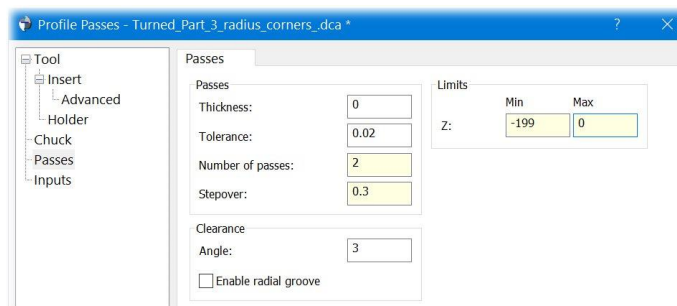 Profile Passes - Turned_Part_3_radius_corners_.dca *
?
Tool
Insert
Advanced
Holder
Chuck
Passes
Inputs
Passes
Passes
Thickness: 0
Tolerance: 0.02
Number of passes: 2
Stepover: 0.3
Clearance
Angle: 3
Enable radial groove
Limits
Min Max
Z: -199 0